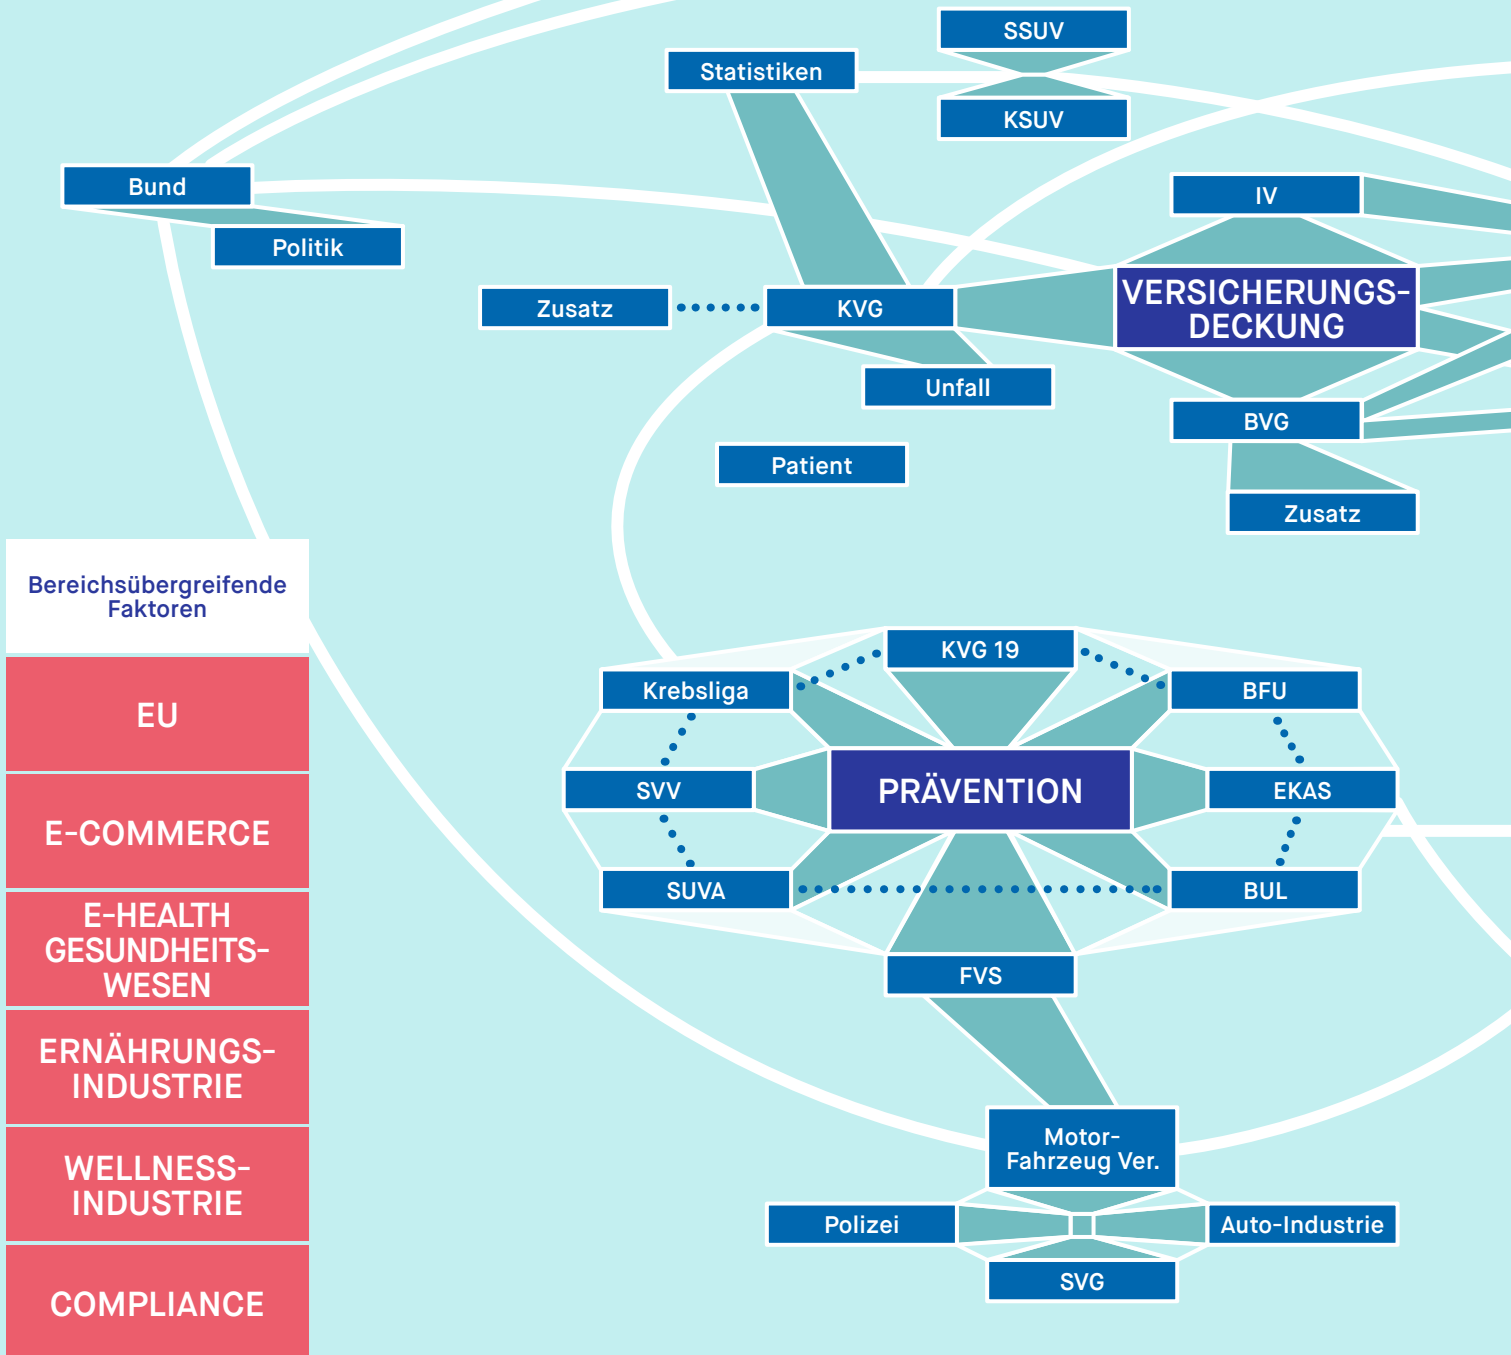 SSUV
Statistiken
KSUV
Bund
IV
Politik
VERSICHERUNGS-
DECKUNG
Zusatz
KVG
Unfall
BVG
Patient
Zusatz
Bereichsübergreifende
Faktoren
EU
E-COMMERCE
E-HEALTH
GESUNDHEITS-
WESEN
ERNÄHRUNGS-
INDUSTRIE
WELLNESS-
INDUSTRIE
COMPLIANCE
KVG 19
Krebsliga
BFU
SVV
PRÄVENTION
EKAS
SUVA
BUL
FVS
Motor-
Fahrzeug Ver.
Polizei
Auto-Industrie
SVG